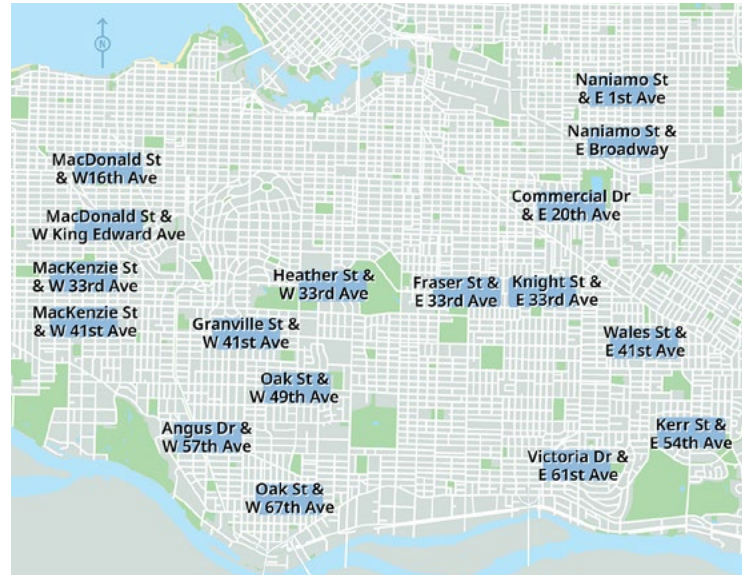 N
Naniamo St
& E 1st Ave
Naniamo St &
E Broadway
MacDonald St
& W16th Ave
Commercial Dr
& E 20th Ave
MacDonald St &
W King Edward Ave
MacKenzie St
& W 33rd Ave
Heather St &
W 33rd Ave
Fraser St &
E 33rd Ave
Knight St &
E 33rd Ave
MacKenzie St
& W 41st Ave
Granville St &
W 41st Ave
Wales St &
E 41st Ave
Oak St &
W 49th Ave
Angus Dr &
W 57th Ave
Kerr St &
E 54th Ave
Victoria Dr &
E 61st Ave
Oak St &
W 67th Ave